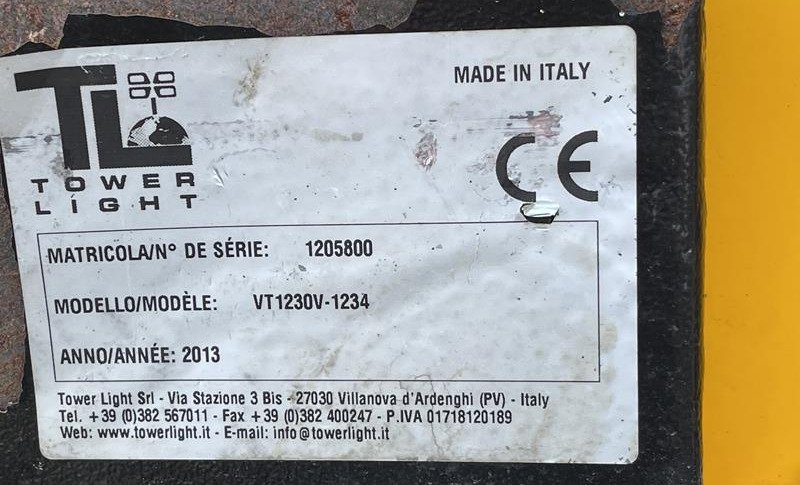 TL
TOWER
LIGHT
MADE IN ITALY
CE
MATRICOLA/N° DE SÉRIE: 1205800
MODELLO/MODÈLE: VT1230V-1234
ANNO/ANNÉE: 2013
Tower Light Srl - Via Stazione 3 Bis - 27030 Villanova d'Ardenghi (PV) - Italy
Tel. +39 (0)382 567011 - Fax +39 (0)382 400247 - P.IVA 01718120189
Web: www.towerlight.it - E-mail: info@towerlight.it